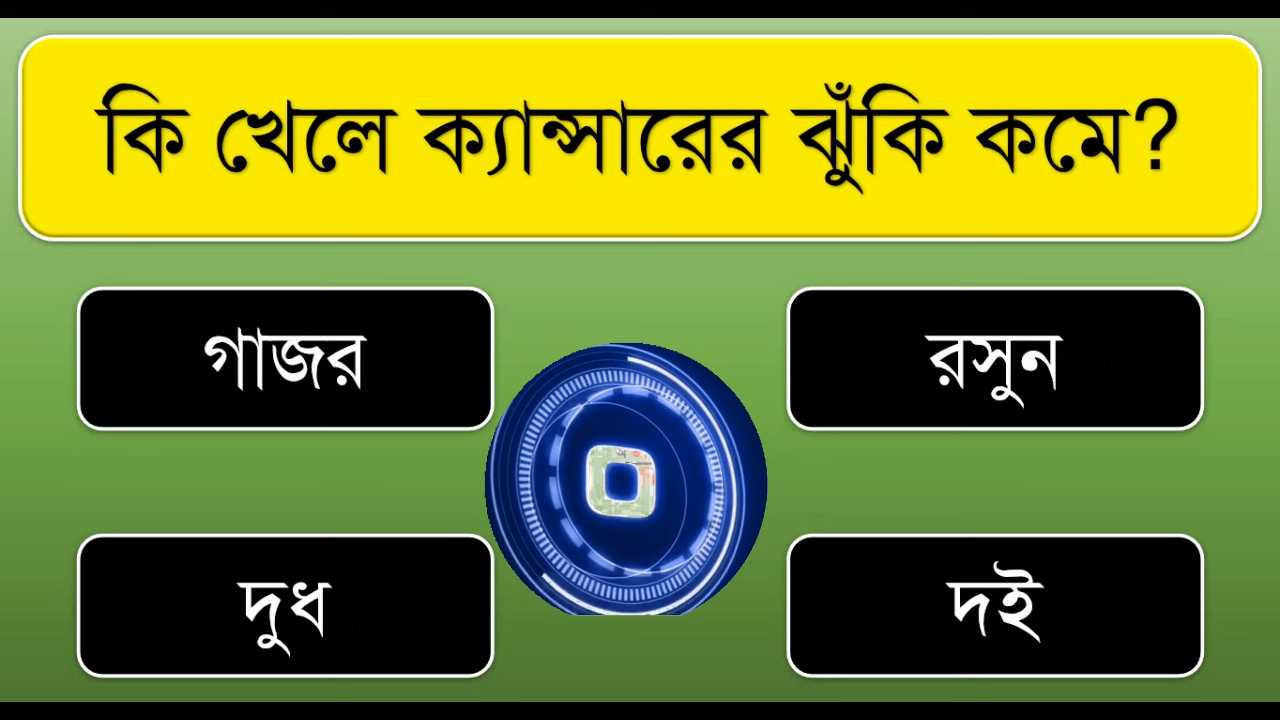 কি খেলে ক্যান্সারের ঝুঁকি কমে?
গাজর
রসুন
দুধ
দই